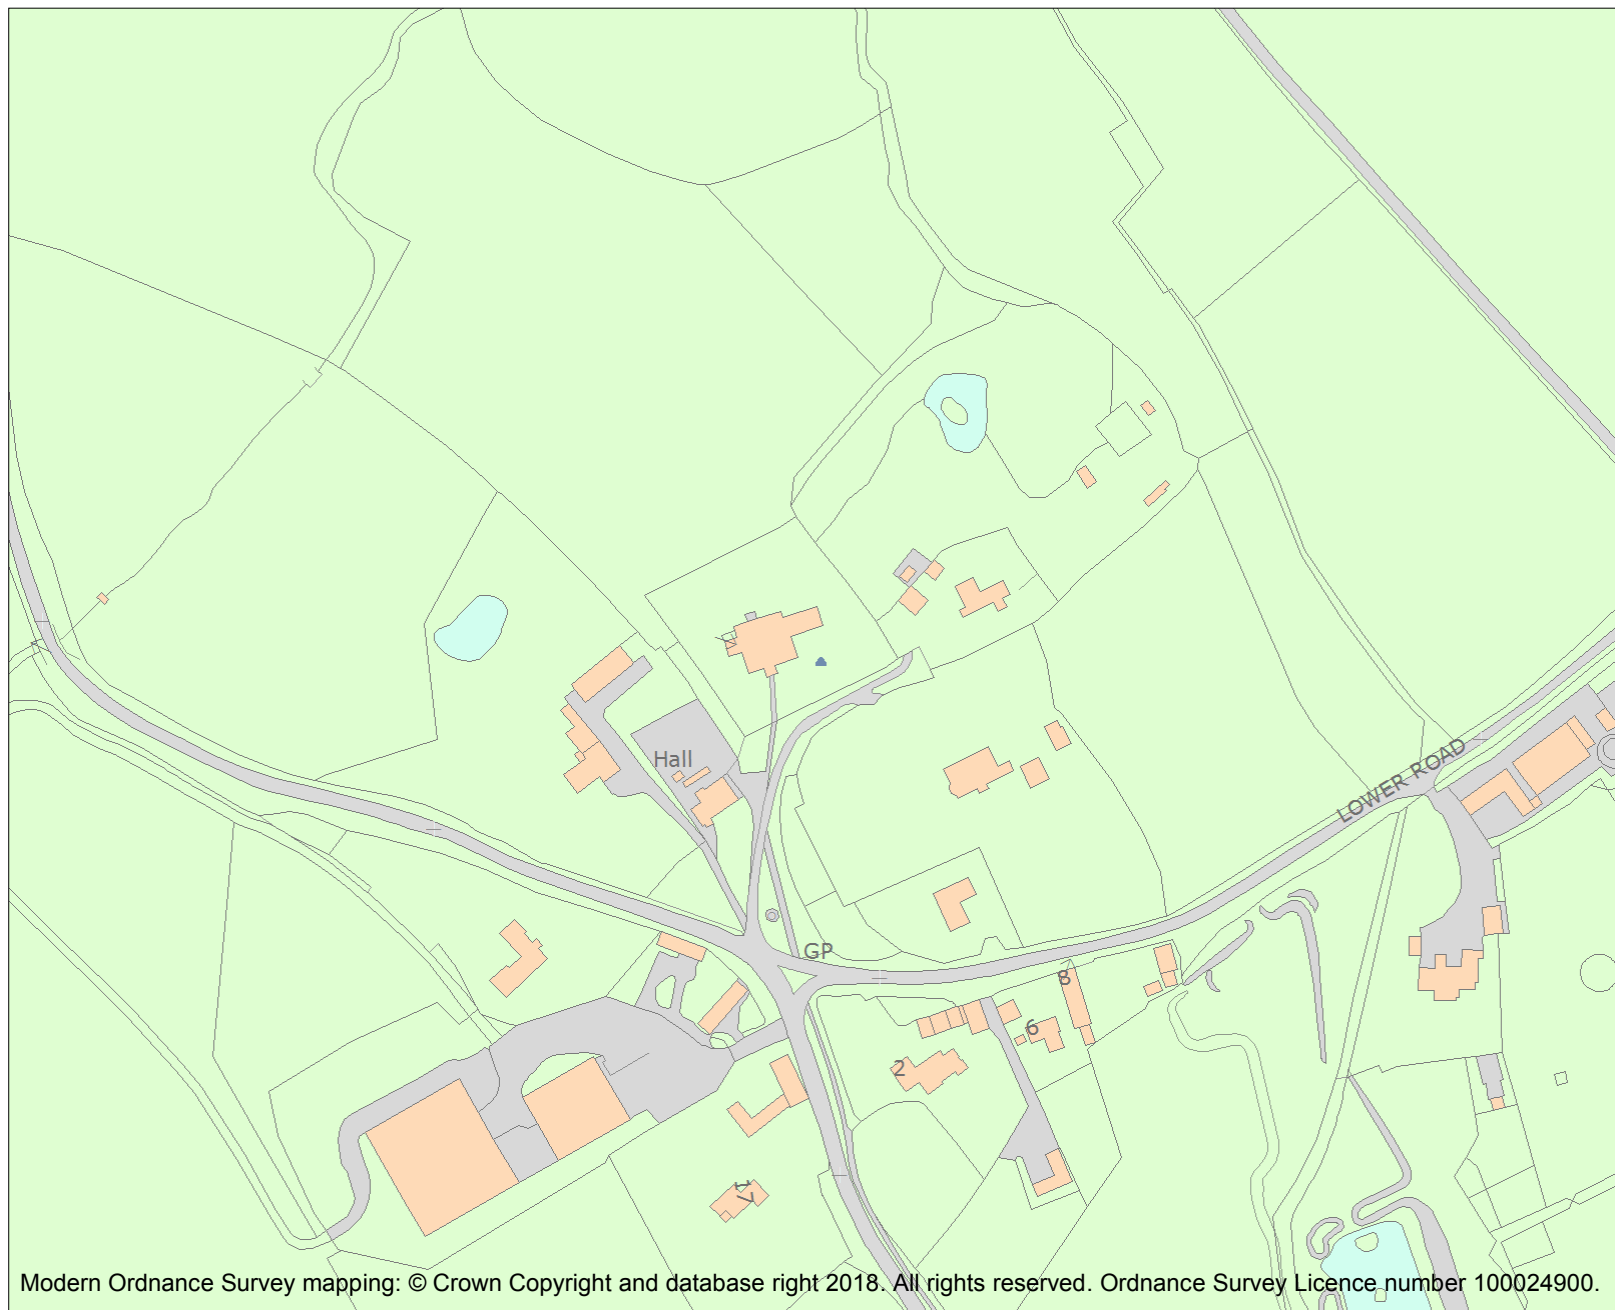 Hall
LOWER ROAD
GP
8
6
2
17
Modern Ordnance Survey mapping: © Crown Copyright and database right 2018. All rights reserved. Ordnance Survey Licence number 100024900.